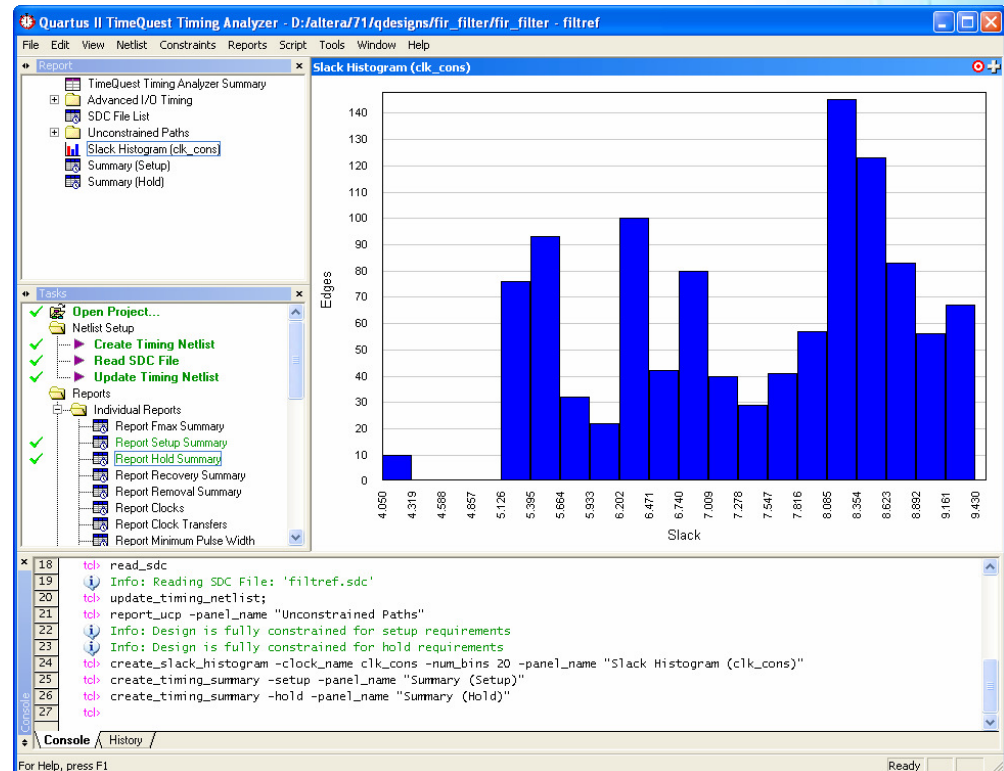 Quartus II TimeQuest Timing Analyzer - D:/altera/71/qdesigns/fir_filter/fir_filter - filtref
File Edit View Netlist Constraints Reports Script Tools Window Help
Report
TimeQuest Timing Analyzer Summary
Advanced I/O Timing
SDC File List
Unconstrained Paths
Slack Histogram (clk_cons)
Summary (Setup)
Summary (Hold)
Tasks
Open Project...
Netlist Setup
Create Timing Netlist
Read SDC File
Update Timing Netlist
Reports
Individual Reports
Report Fmax Summary
Report Setup Summary
Report Hold Summary
Report Recovery Summary
Report Removal Summary
Report Clocks
Report Clock Transfers
Report Minimum Pulse Width
Slack Histogram (clk_cons)
140
130
120
110
100
90
80
70
60
50
40
30
20
10
0
Edges
4.050 4.319 4.588 4.857 5.126 5.395 5.664 5.933 6.202 6.471 6.740 7.009 7.278 7.547 7.816 8.085 8.354 8.623 8.892 9.161 9.430
Slack
18 tcl> read_sdc
19 Info: Reading SDC File: 'filtref.sdc'
20 tcl> update_timing_netlist;
21 tcl> report_ucp -panel_name "Unconstrained Paths"
22 Info: Design is fully constrained for setup requirements
23 Info: Design is fully constrained for hold requirements
24 tcl> create_slack_histogram -clock_name clk_cons -num_bins 20 -panel_name "Slack Histogram (clk_cons)"
25 tcl> create_timing_summary -setup -panel_name "Summary (Setup)"
26 tcl> create_timing_summary -hold -panel_name "Summary (Hold)"
27 tcl>
Console
Console History
For Help, press F1
Ready